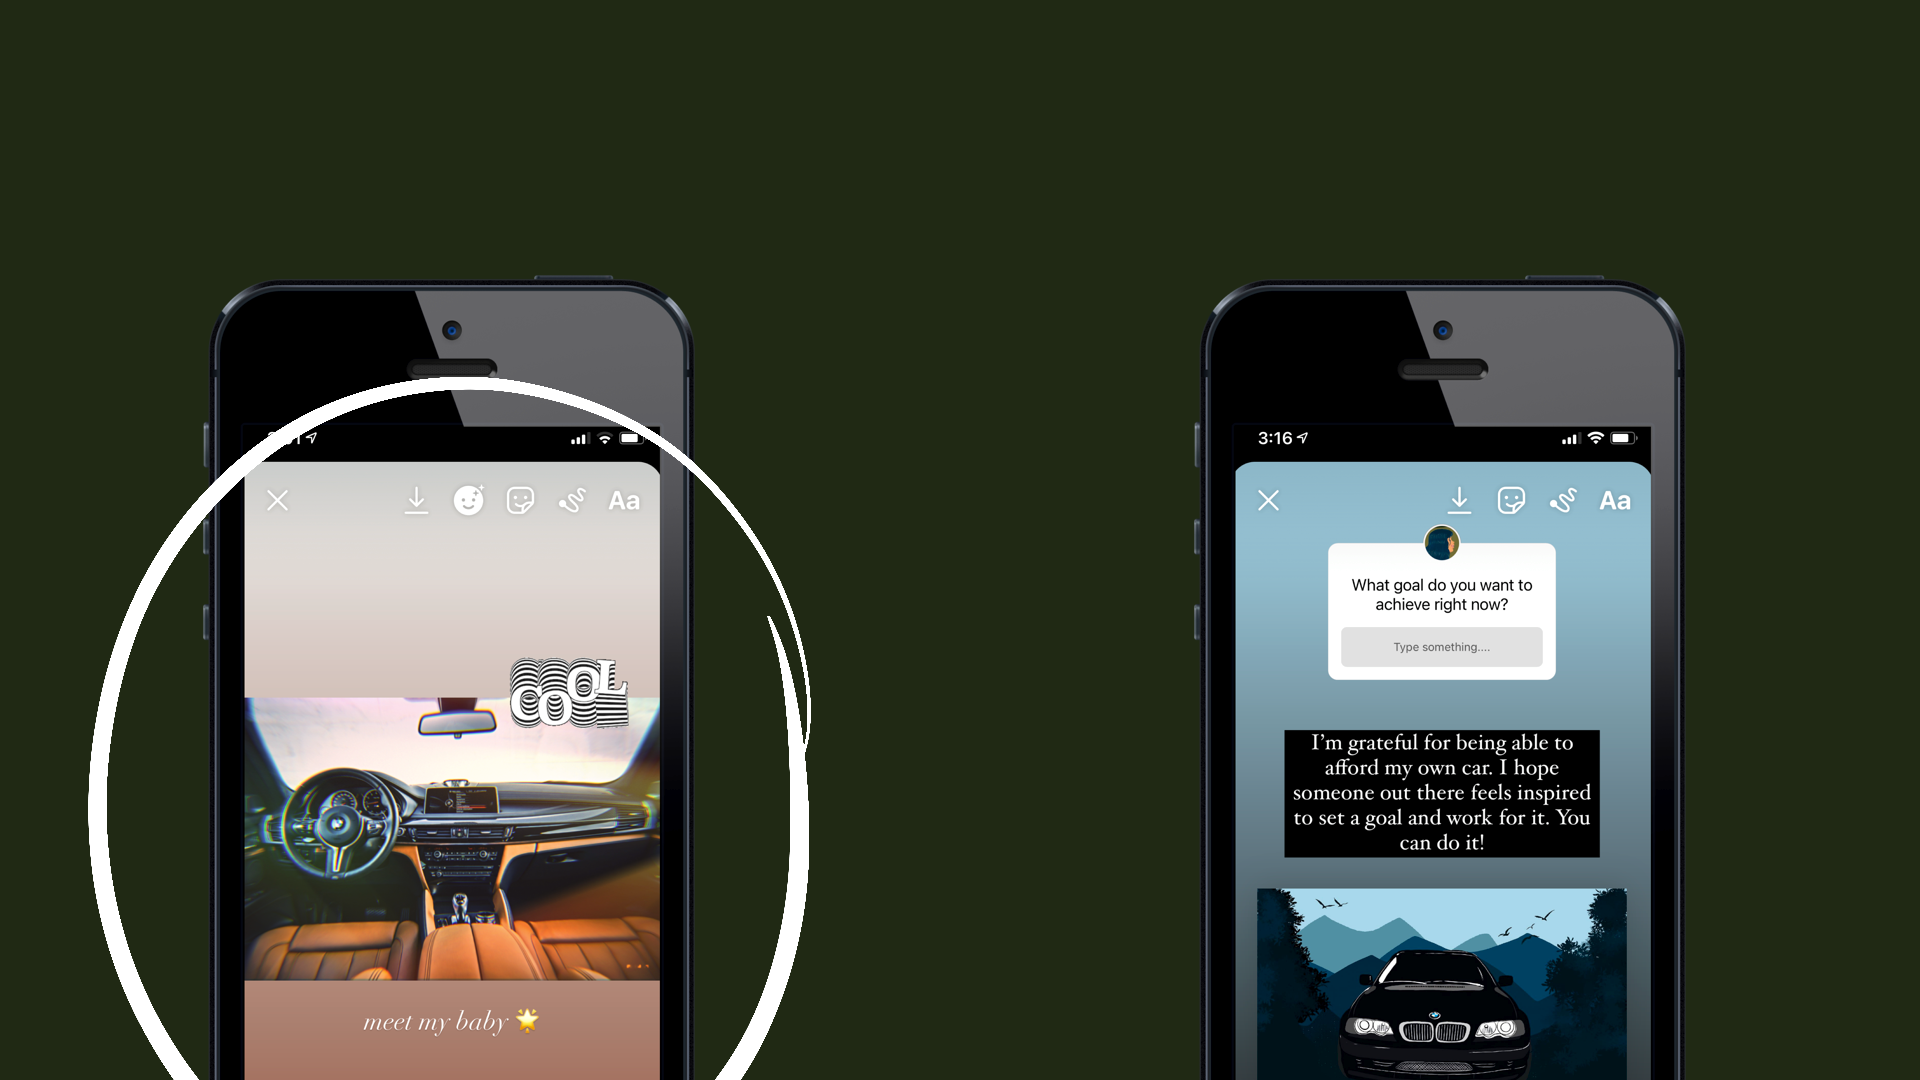 Aa
COOL
meet my baby
3:16
Aa
What goal do you want to
achieve right now?
Type something....
I'm grateful for being able to
afford my own car. I hope
someone out there feels inspired
to set a goal and work for it. You
can do it!